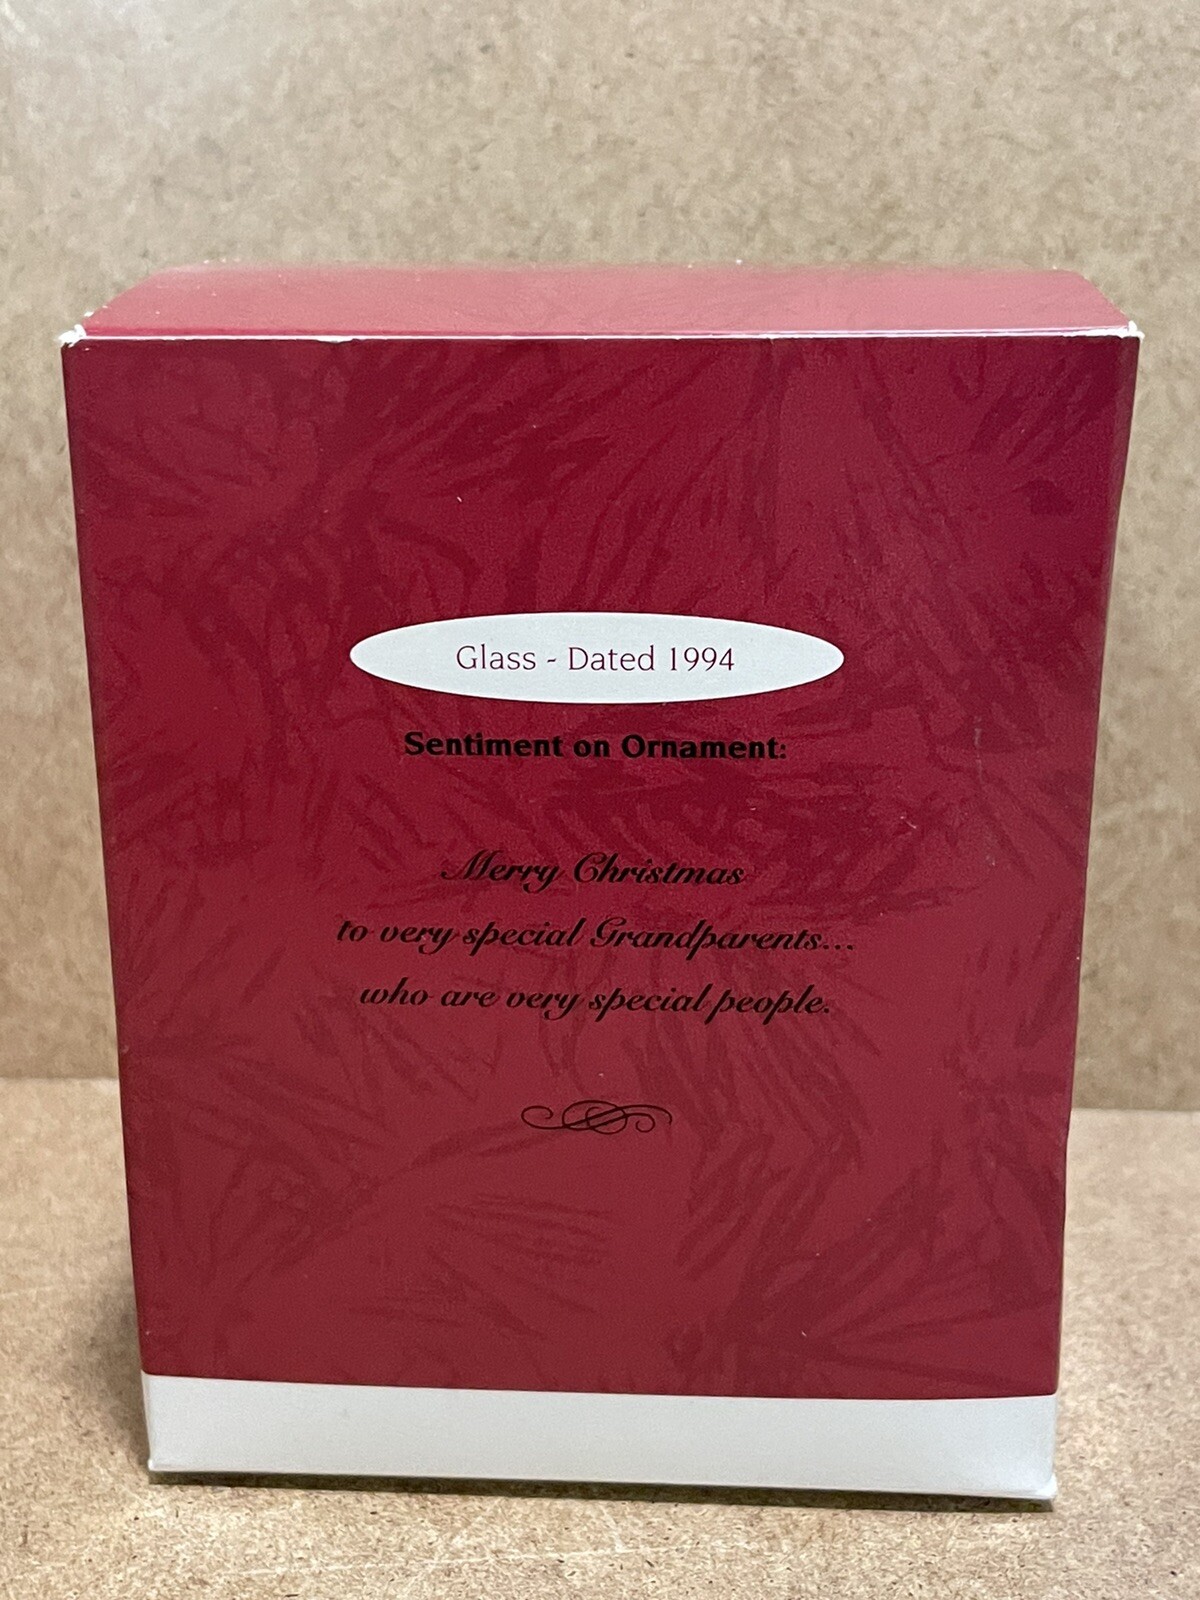 Glass - Dated 1994
Sentiment on Ornament:
Merry Christmas
to very special Grandparents...
who are very special people.